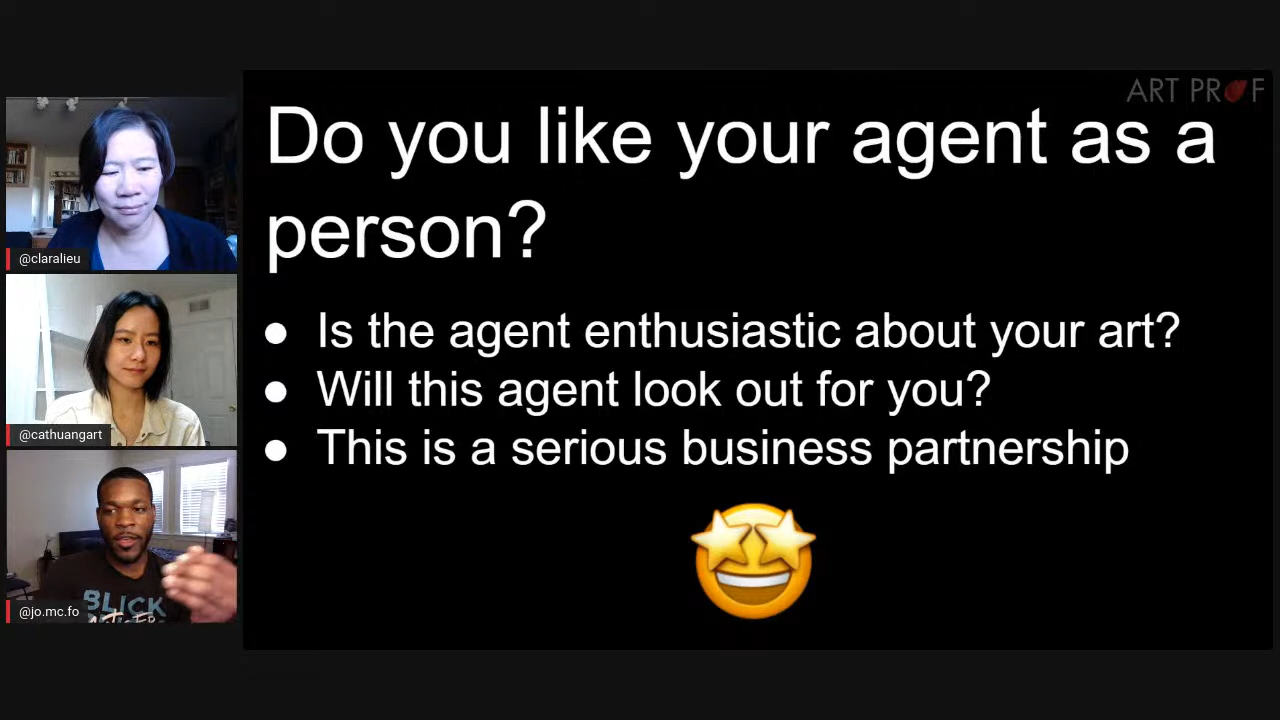 ART PROF
Do you like your agent as a
person?
● Is the agent enthusiastic about your art?
● Will this agent look out for you?
● This is a serious business partnership
@claralieu
@cathuangart
@jo.mc.fo
BLICK